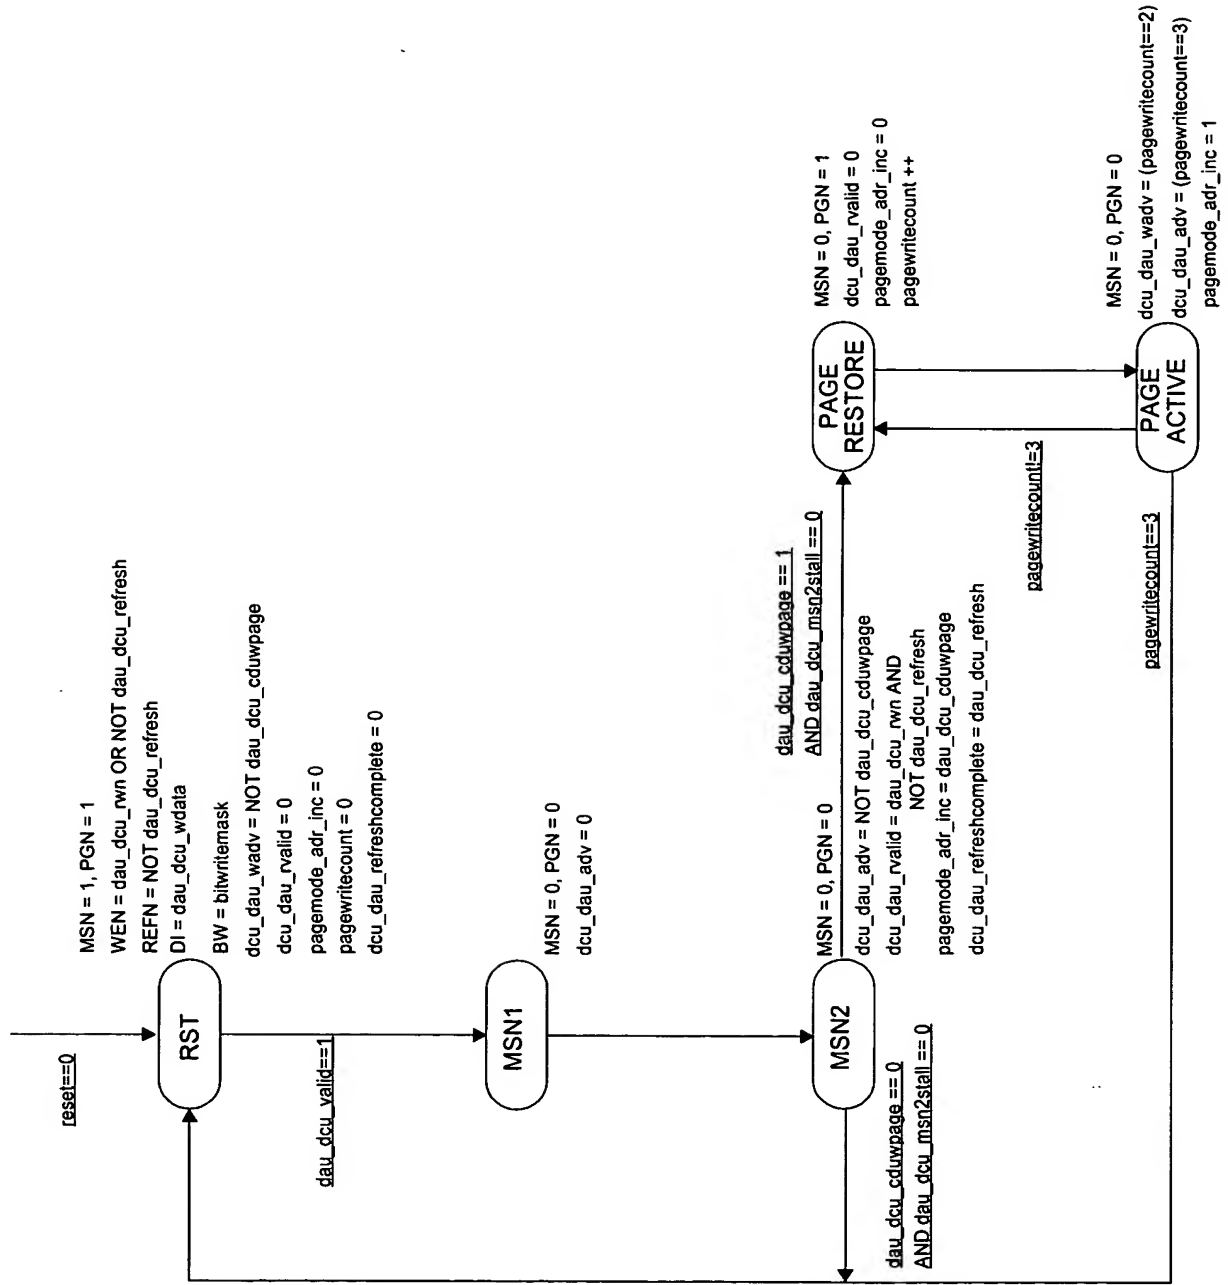 reset==0
RST
MSN = 1, PGN = 1
WEN = dau_dcu_rwn OR NOT dau_dcu_refresh
REFN = NOT dau_dcu_refresh
DI = dau_dcu_wdata
BW = bitwritemask
dcu_dau_wadv = NOT dau_dcu_cduwpage
dcu_dau_rvalid = 0
pagemode_adr_inc = 0
pagewritecount = 0
dcu_dau_refreshcomplete = 0
dau_dcu_valid==1
MSN1
MSN = 0, PGN = 0
dcu_dau_adv = 0
MSN2
MSN = 0, PGN = 0
dcu_dau_adv = NOT dau_dcu_cduwpage
dcu_dau_rvalid = dau_dcu_rwn AND
NOT dau_dcu_refresh
pagemode_adr_inc = dau_dcu_cduwpage
dcu_dau_refreshcomplete = dau_dcu_refresh
dau_dcu_cduwpage == 0
AND dau_dcu_msn2stall == 0
dau_dcu_cduwpage == 1
AND dau_dcu_msn2stall == 0
PAGE
RESTORE
MSN = 0, PGN = 1
dcu_dau_rvalid = 0
pagemode_adr_inc = 0
pagewritecount ++
pagewritecount!=3
pagewritecount==3
PAGE
ACTIVE
MSN = 0, PGN = 0
dcu_dau_wadv = (pagewritecount==2)
dcu_dau_adv = (pagewritecount==3)
pagemode_adr_inc = 1